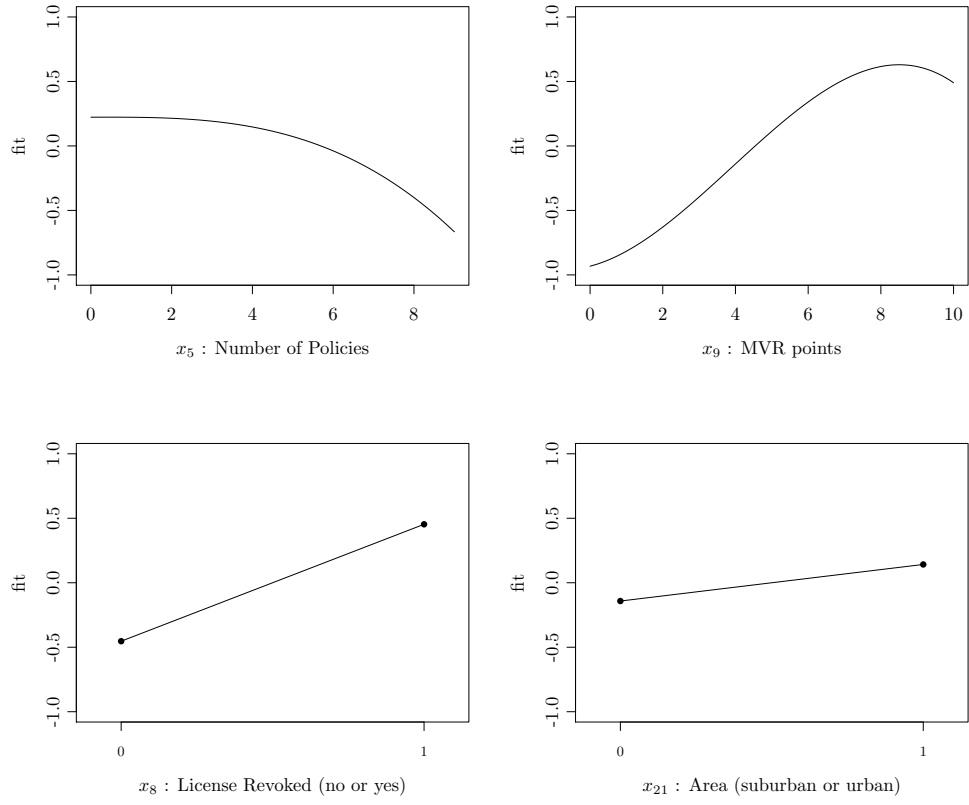 1.0
0.5
0.0
-0.5
-1.0
fit
0 2 4 6 8
x5 : Number of Policies
1.0
0.5
0.0
-0.5
-1.0
fit
0 2 4 6 8 10
x9 : MVR points
1.0
0.5
0.0
-0.5
-1.0
fit
0 1
x8 : License Revoked (no or yes)
1.0
0.5
0.0
-0.5
-1.0
fit
0 1
x21 : Area (suburban or urban)